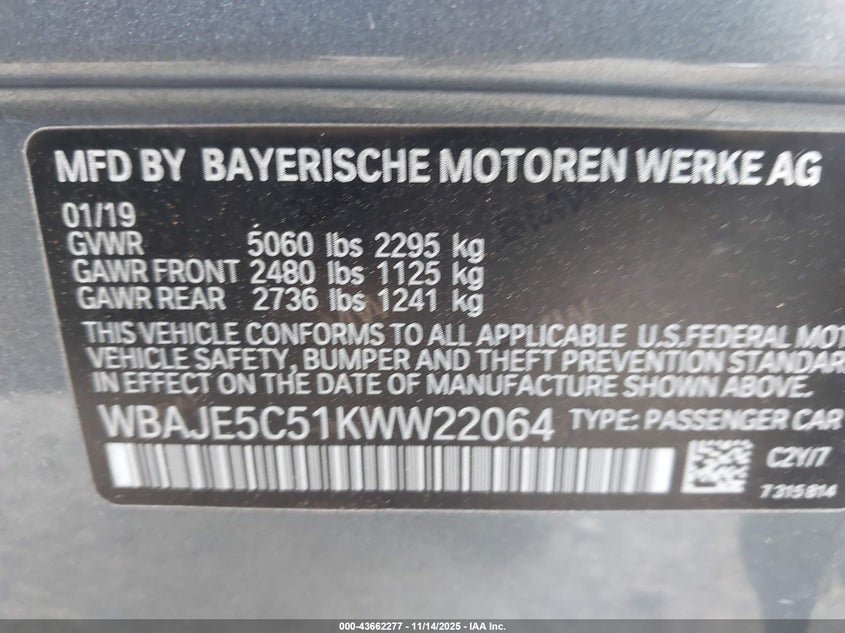 MFD BY BAYERISCHE MOTOREN WERKE AG
01/19
GVWR 5060 lbs 2295 kg
GAWR FRONT 2480 lbs 1125 kg
GAWR REAR 2736 lbs 1241 kg
THIS VEHICLE CONFORMS TO ALL APPLICABLE U.S.FEDERAL MOT
VEHICLE SAFETY, BUMPER AND THEFT PREVENTION STANDAR
IN EFFECT ON THE DATE OF MANUFACTURE SHOWN ABOVE.
WBAJE5C51KWW22064 TYPE: PASSENGER CAR
C2Y/7
7315814
000-43662277 - 11/14/2025 - IAA Inc.